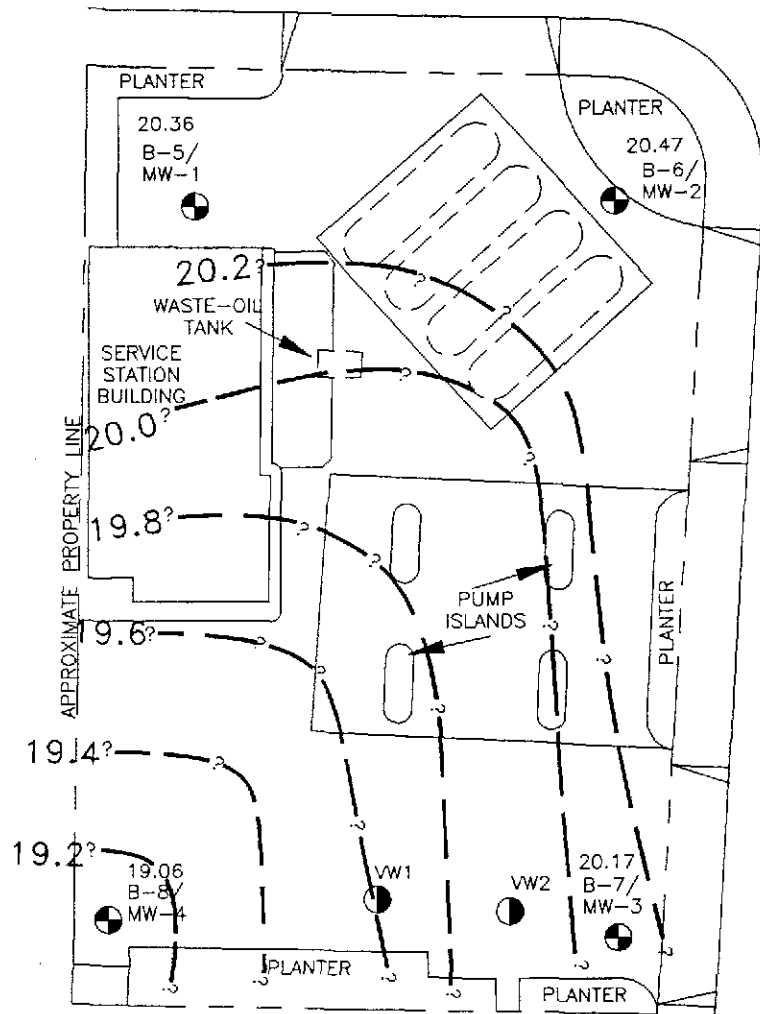 PLANTER
20.36
B-5/
MW-1
PLANTER
20.47
B-6/
MW-2
20.2?
?
?
WASTE-OIL
TANK
SERVICE
STATION
BUILDING
20.0?
?
?
19.8?
?
?
APPROXIMATE PROPERTY LINE
PUMP
ISLANDS
PLANTER
19.6?
?
?
?
?
?
19.4?
?
?
19.2?
19.06
B-8/
MW-4
VW1
VW2
20.17
B-7/
MW-3
PLANTER
PLANTER
?
?
?
?
?
?